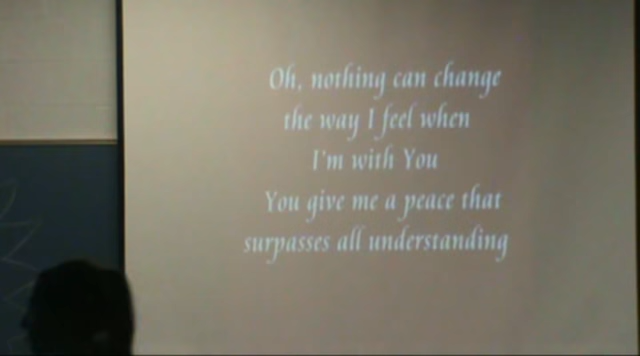 Oh, nothing can change
the way I feel when
I'm with You
You give me a peace that
surpasses all understanding